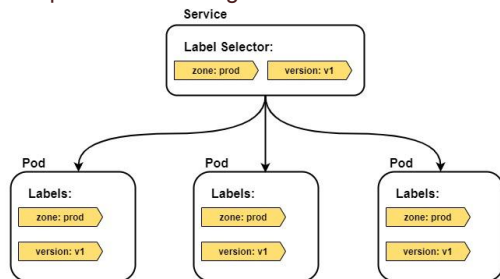 Service
Label Selector:
zone: prod version: v1
Pod Pod Pod
Labels: Labels: Labels:
zone: prod zone: prod zone: prod
version: v1 version: v1 version: v1